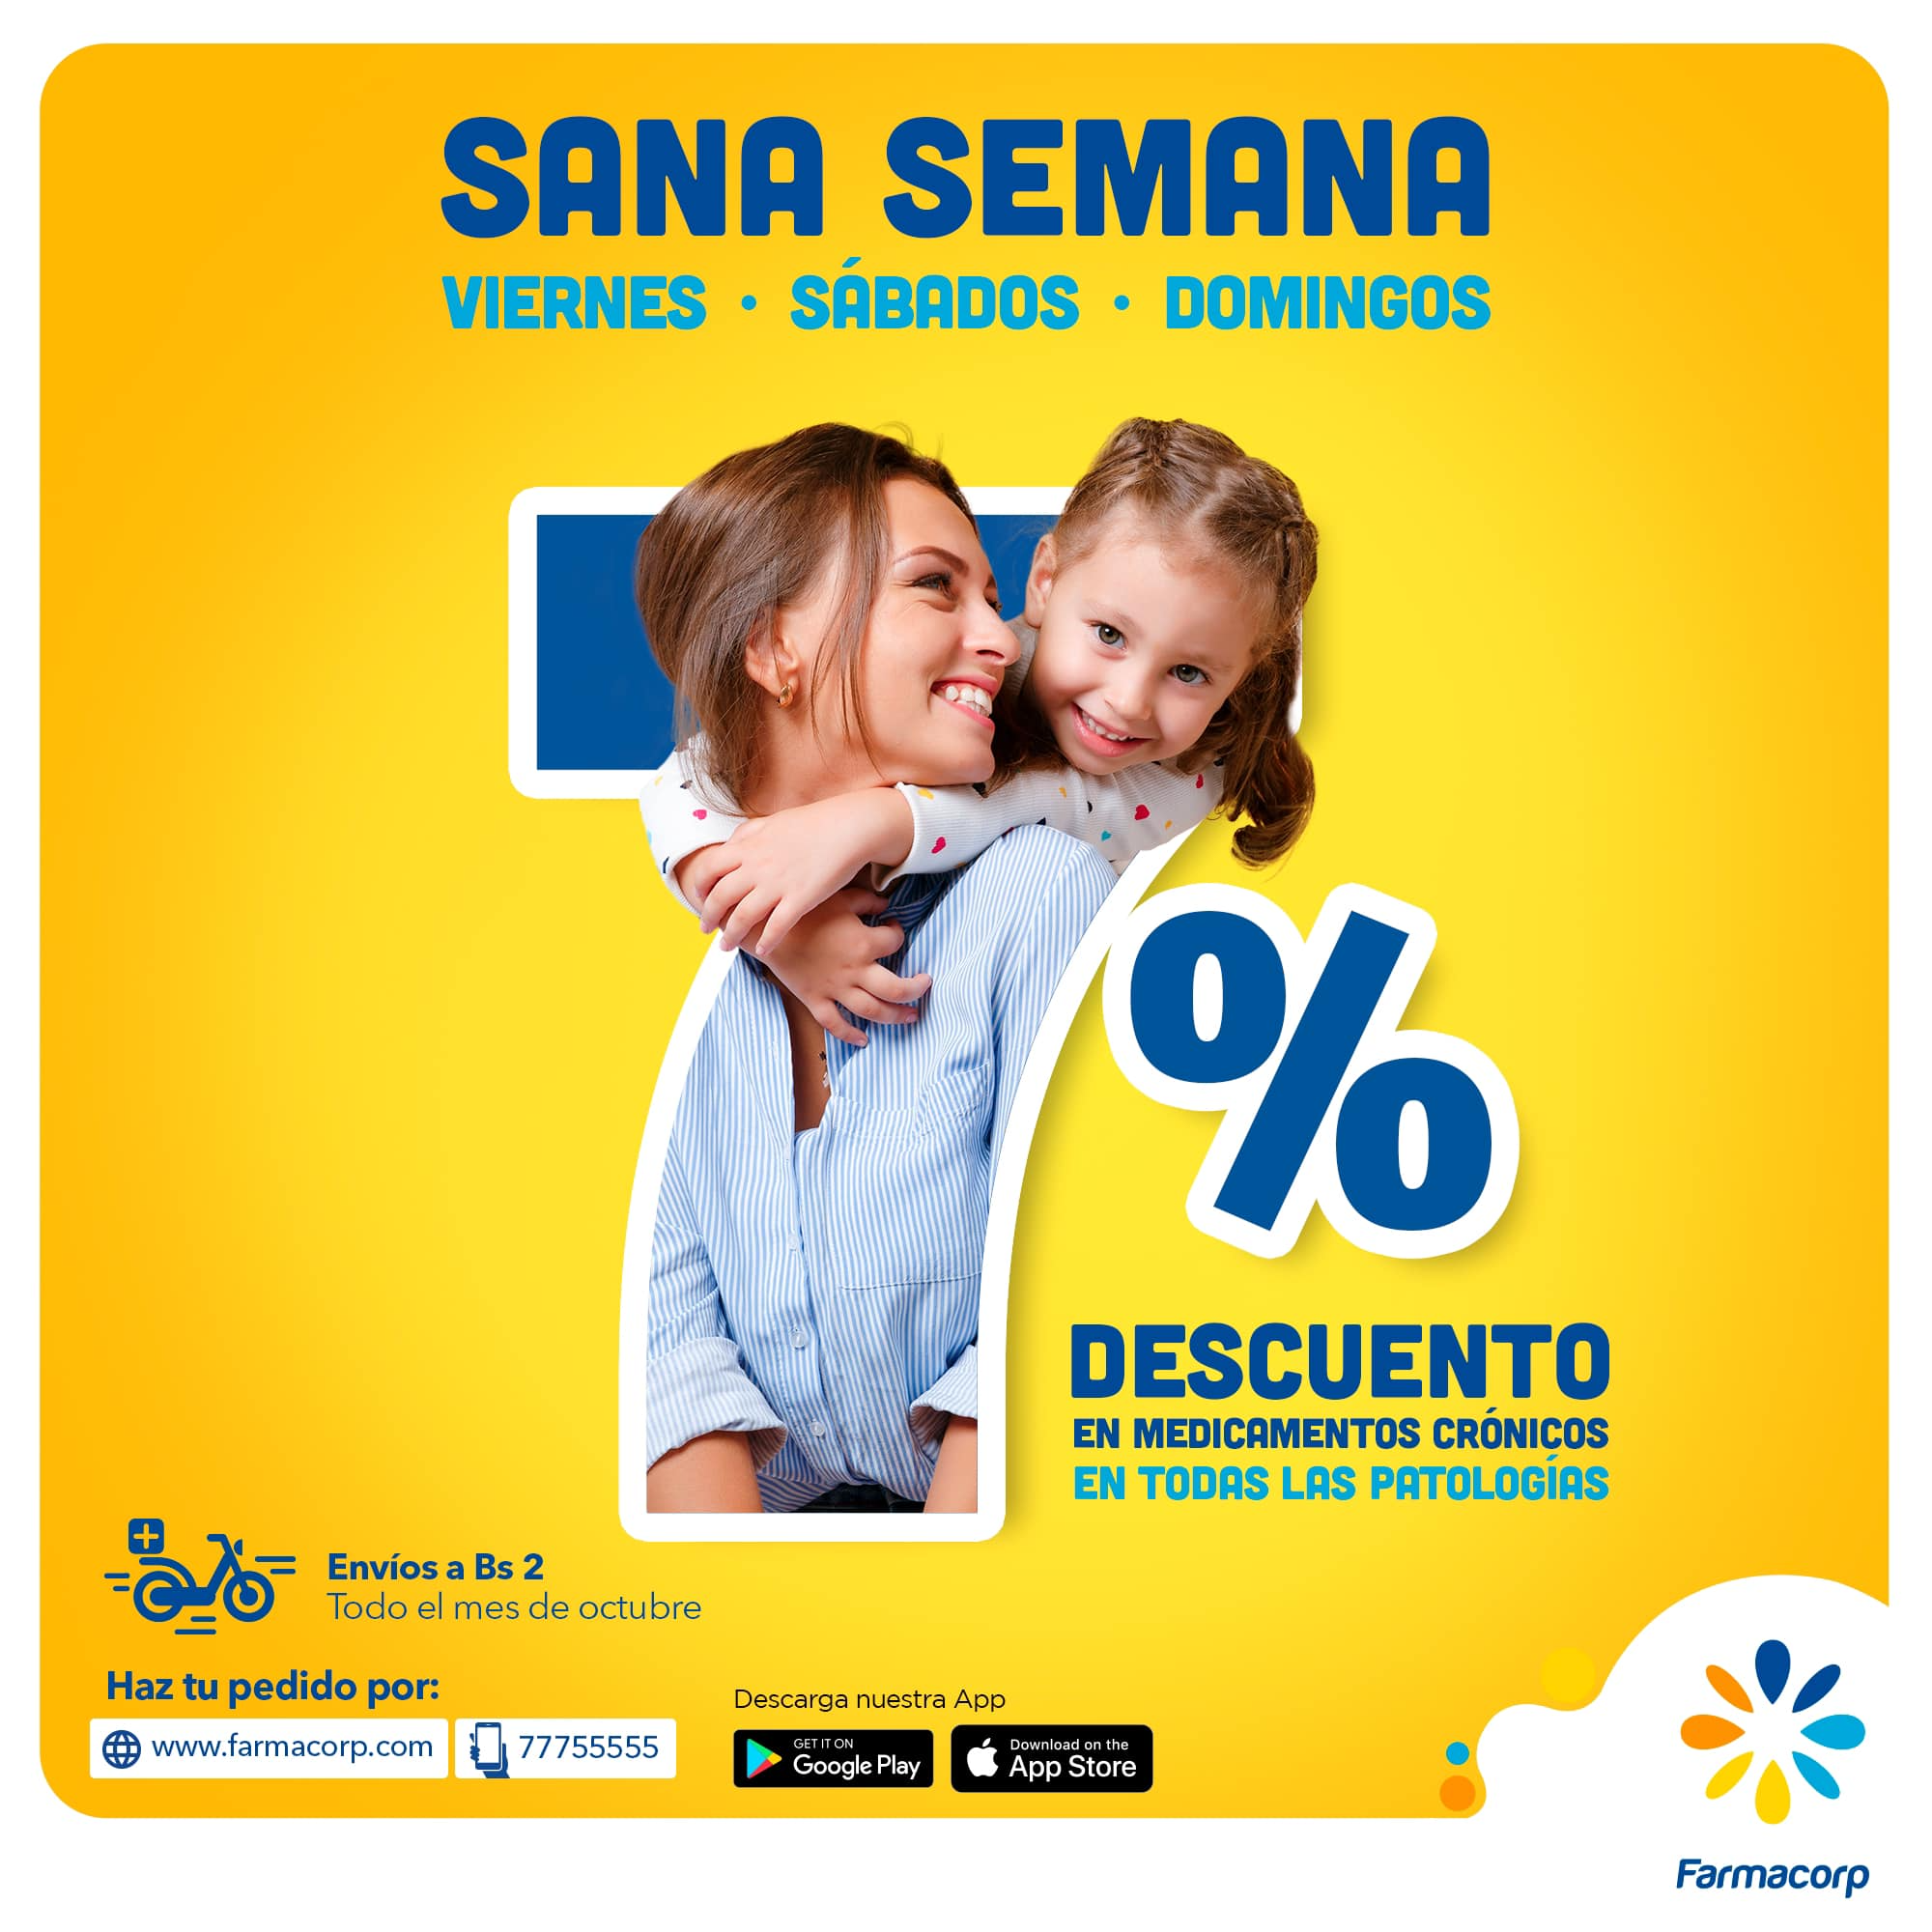 SANA SEMANA
VIERNES • SÁBADOS • DOMINGOS
7%
DESCUENTO
EN MEDICAMENTOS CRÓNICOS
EN TODAS LAS PATOLOGÍAS
Envíos a Bs 2
Todo el mes de octubre
Haz tu pedido por:
www.farmacorp.com
77755555
Descarga nuestra App
GET IT ON
Google Play
Download on the
App Store
Farmacorp